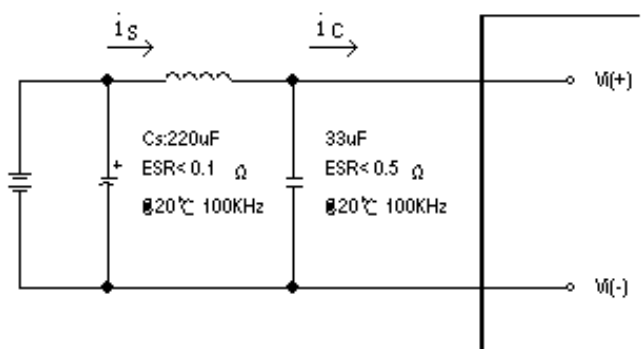 is
ic
Vi(+)
Cs:220uF
ESR< 0.1 Ω
@20℃ 100KHz
33uF
ESR< 0.5 Ω
@20℃ 100KHz
+
Vi(-)